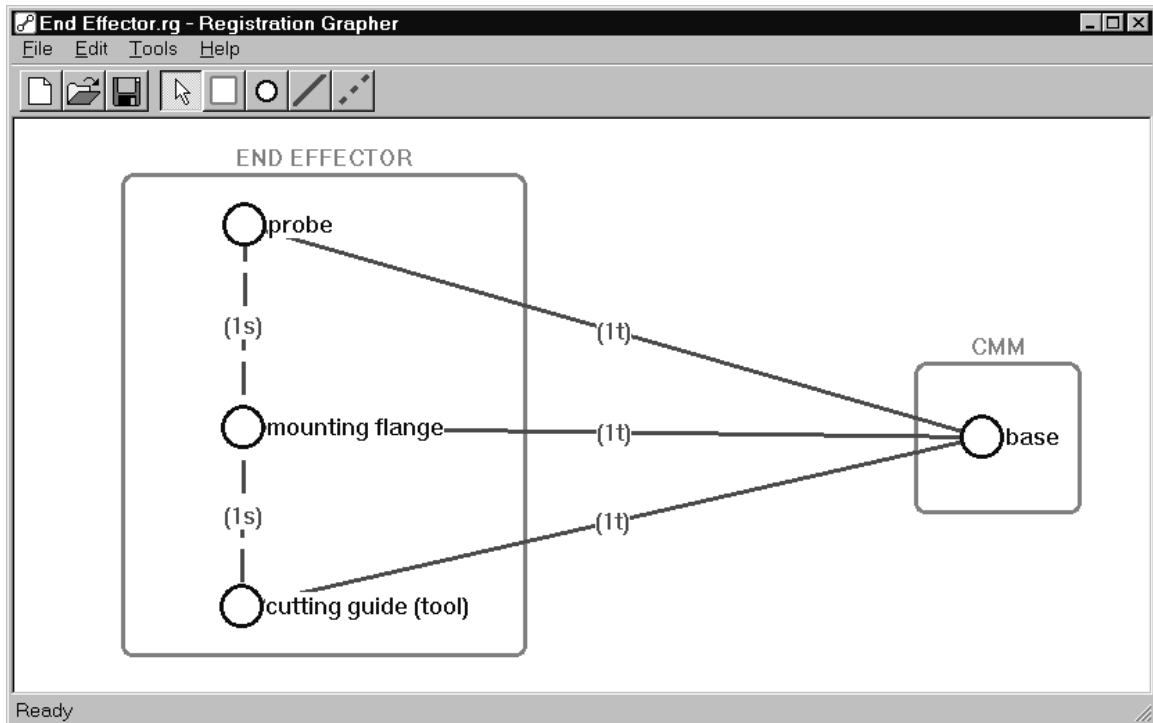 End Effector.rg - Registration Grapher
File Edit Tools Help
END EFFECTOR
probe
(1s)
(1t)
CMM
mounting flange
(1t)
base
(1s)
(1t)
cutting guide (tool)
Ready